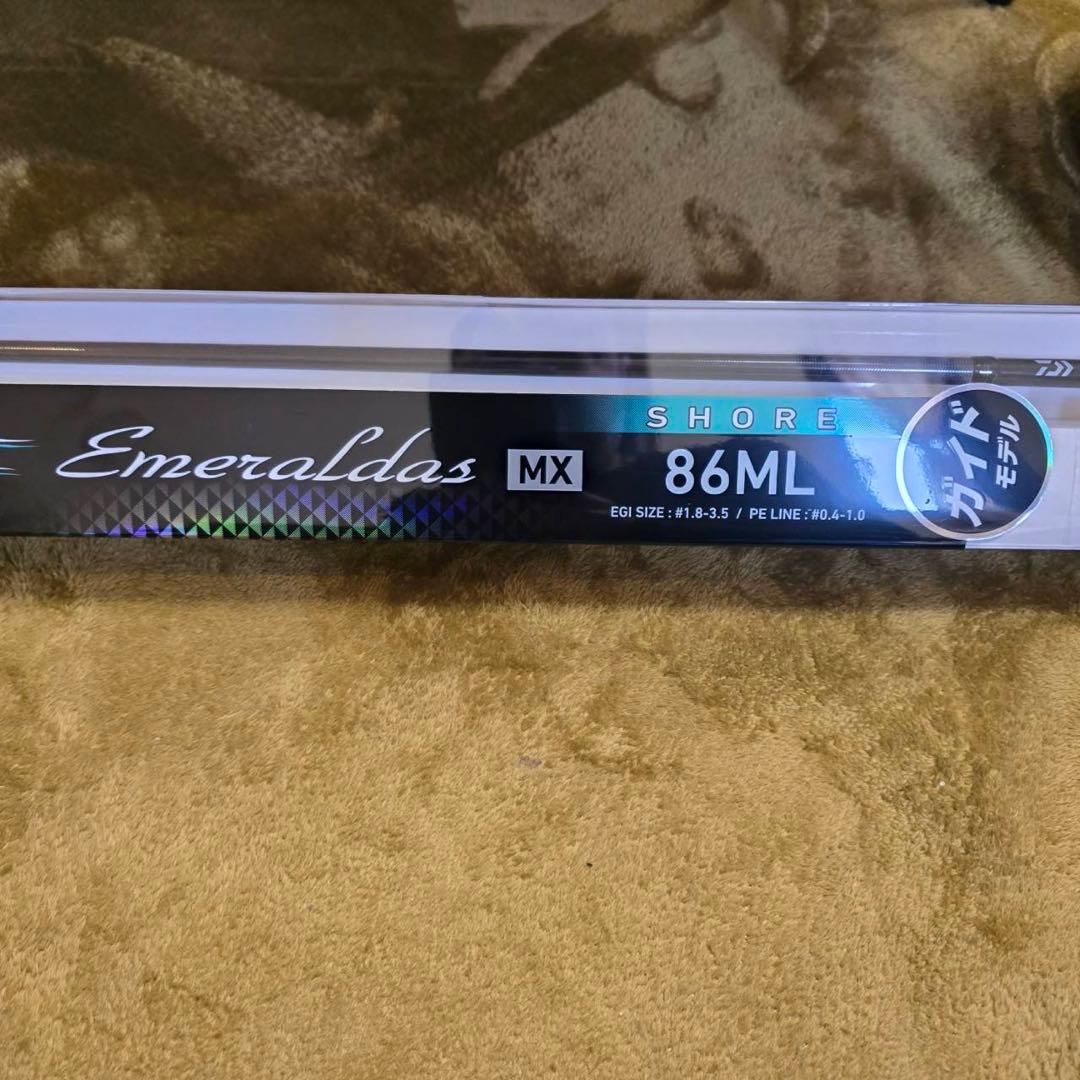 Emeraldas
MX
SHORE
86ML
EGI SIZE : #1.8-3.5 / PE LINE : #0.4-1.0
ガイド
モデル